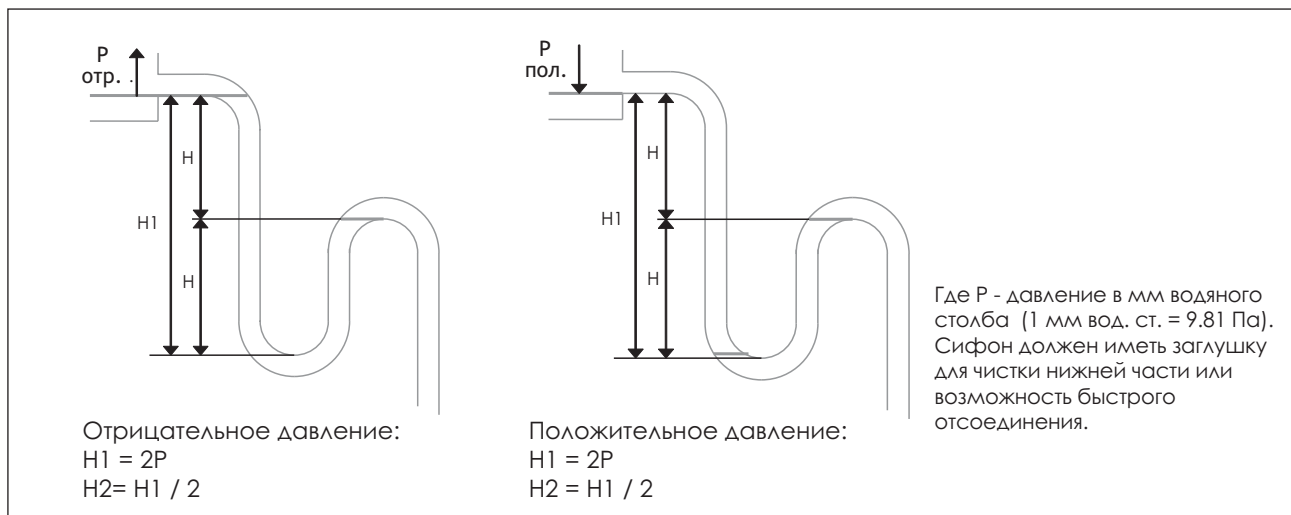 P
отр.
H
H1
H
Отрицательное давление:
H1 = 2P
H2= H1 / 2
P
пол.
H
H1
H
Положительное давление:
H1 = 2P
H2 = H1 / 2
Где P - давление в мм водяного
столба (1 мм вод. ст. = 9.81 Па).
Сифон должен иметь заглушку
для чистки нижней части или
возможность быстрого
отсоединения.